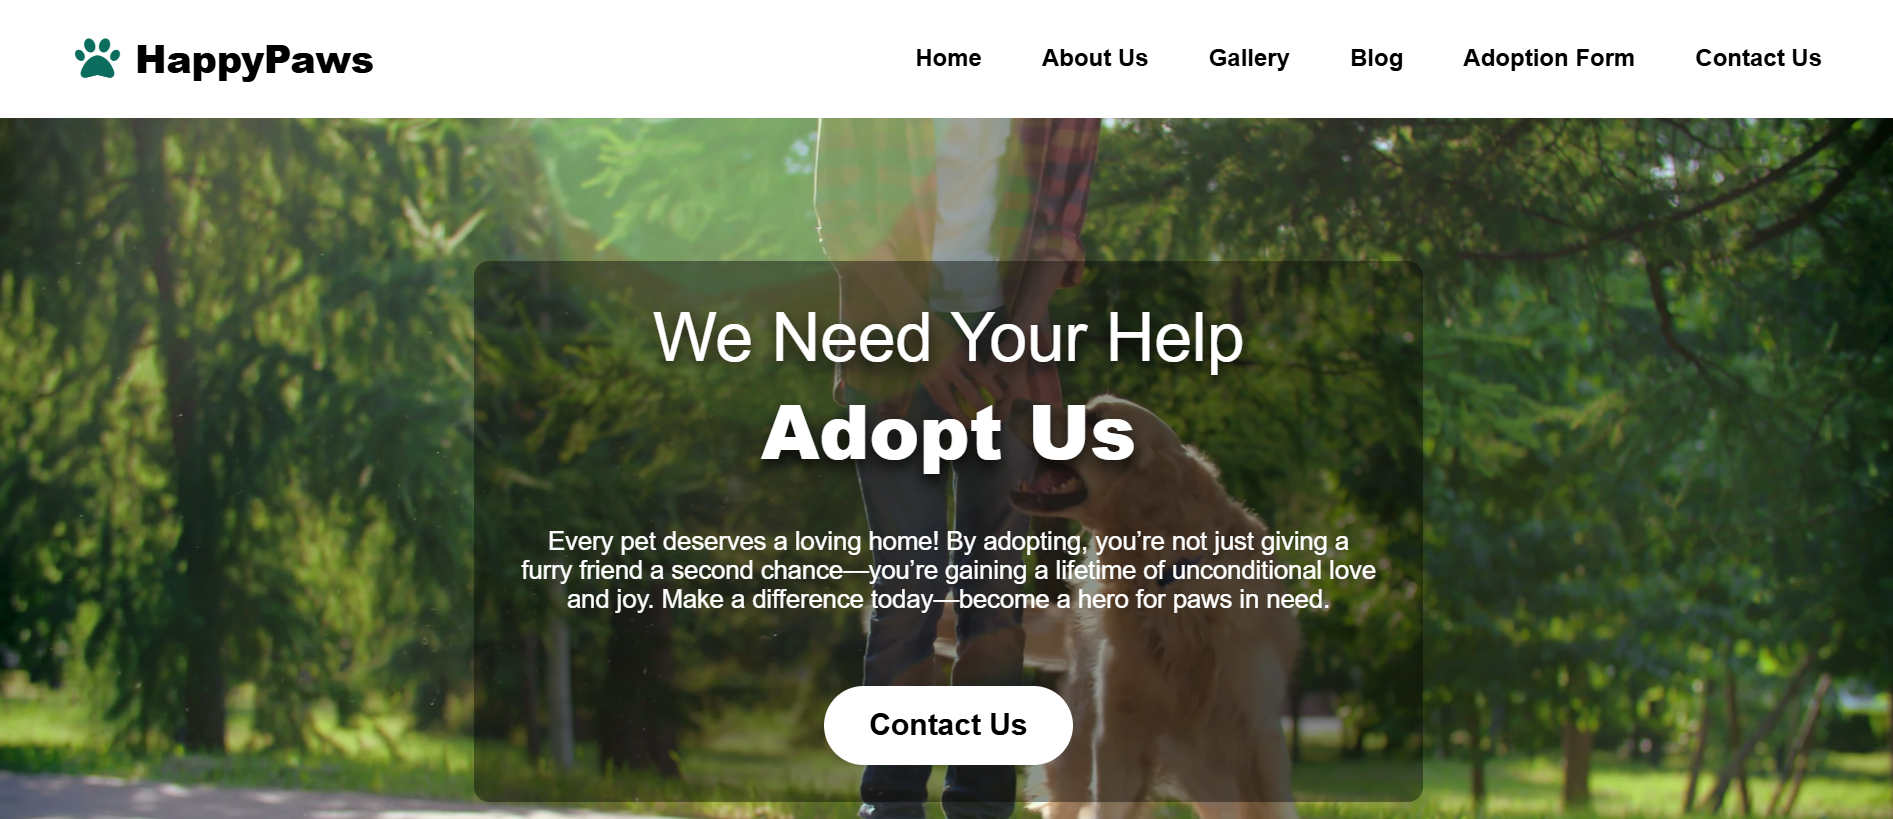 HappyPaws
Home
About Us
Gallery
Blog
Adoption Form
Contact Us
We Need Your Help
Adopt Us
Every pet deserves a loving home! By adopting, you’re not just giving a
furry friend a second chance—you’re gaining a lifetime of unconditional love
and joy. Make a difference today—become a hero for paws in need.
Contact Us